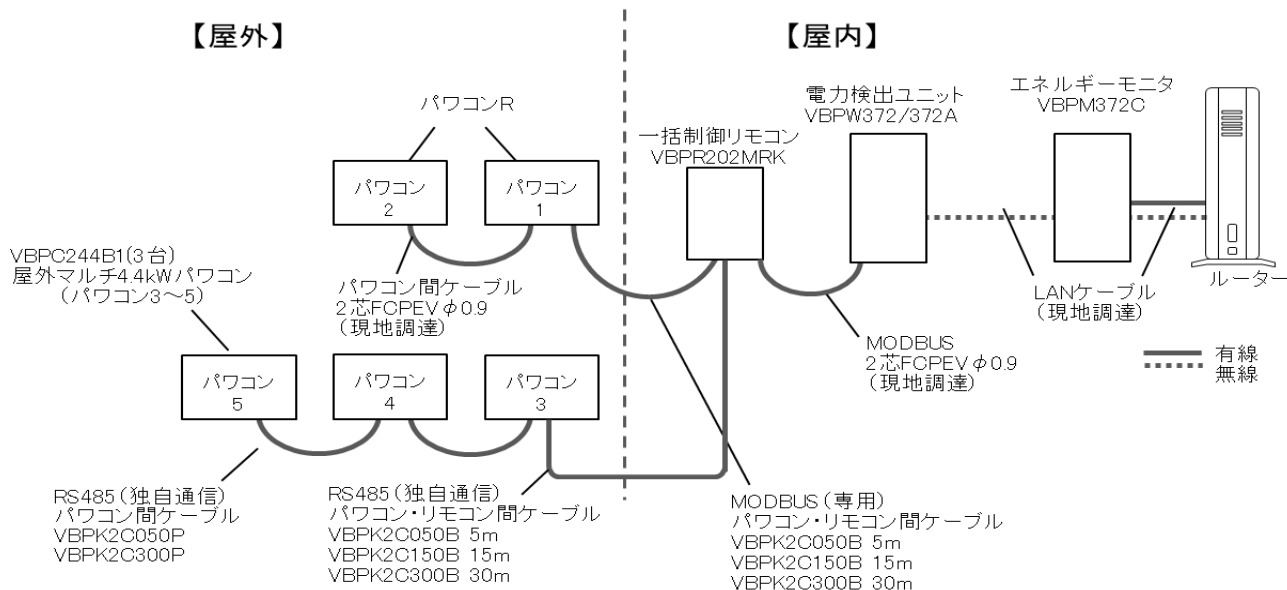 【屋外】
【屋内】
パワコンR
パワコン
2
パワコン
1
パワコン間ケーブル
2芯FCPEVφ0.9
(現地調達)
VBPC244B1(3台)
屋外マルチ4.4kWパワコン
(パワコン3～5)
パワコン
5
パワコン
4
パワコン
3
RS485(独自通信)
パワコン間ケーブル
VBPK2C050P
VBPK2C300P
RS485(独自通信)
パワコン・リモコン間ケーブル
VBPK2C050B 5m
VBPK2C150B 15m
VBPK2C300B 30m
一括制御リモコン
VBPR202MRK
電力検出ユニット
VBPW372/372A
エネルギーモニタ
VBPM372C
ルーター
LANケーブル
(現地調達)
MODBUS
2芯FCPEVφ0.9
(現地調達)
有線
無線
MODBUS(専用)
パワコン・リモコン間ケーブル
VBPK2C050B 5m
VBPK2C150B 15m
VBPK2C300B 30m